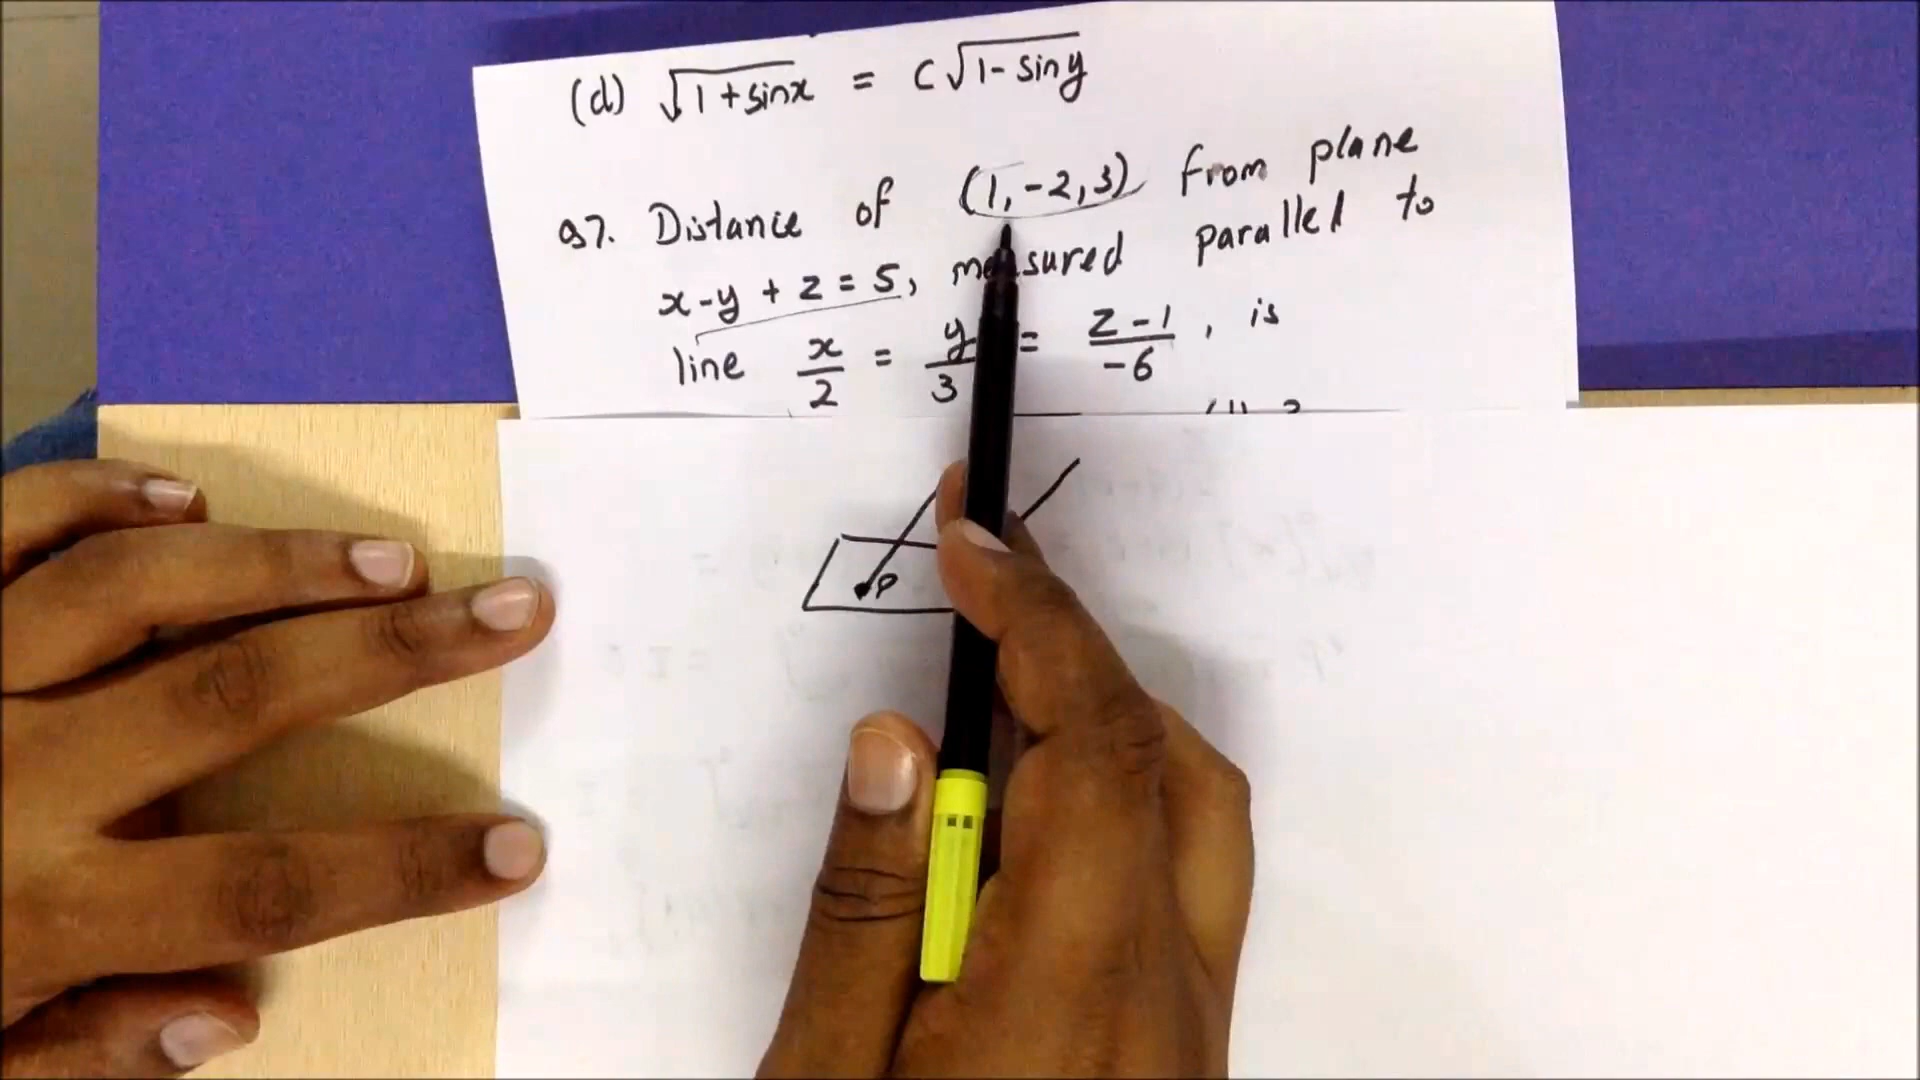 (d) √1+sinx = C√1-siny
Q7. Distance of (1,-2,3) from plane
x-y+z=5, measured parallel to
line x/2 = y/3 = z-1/-6, is
P